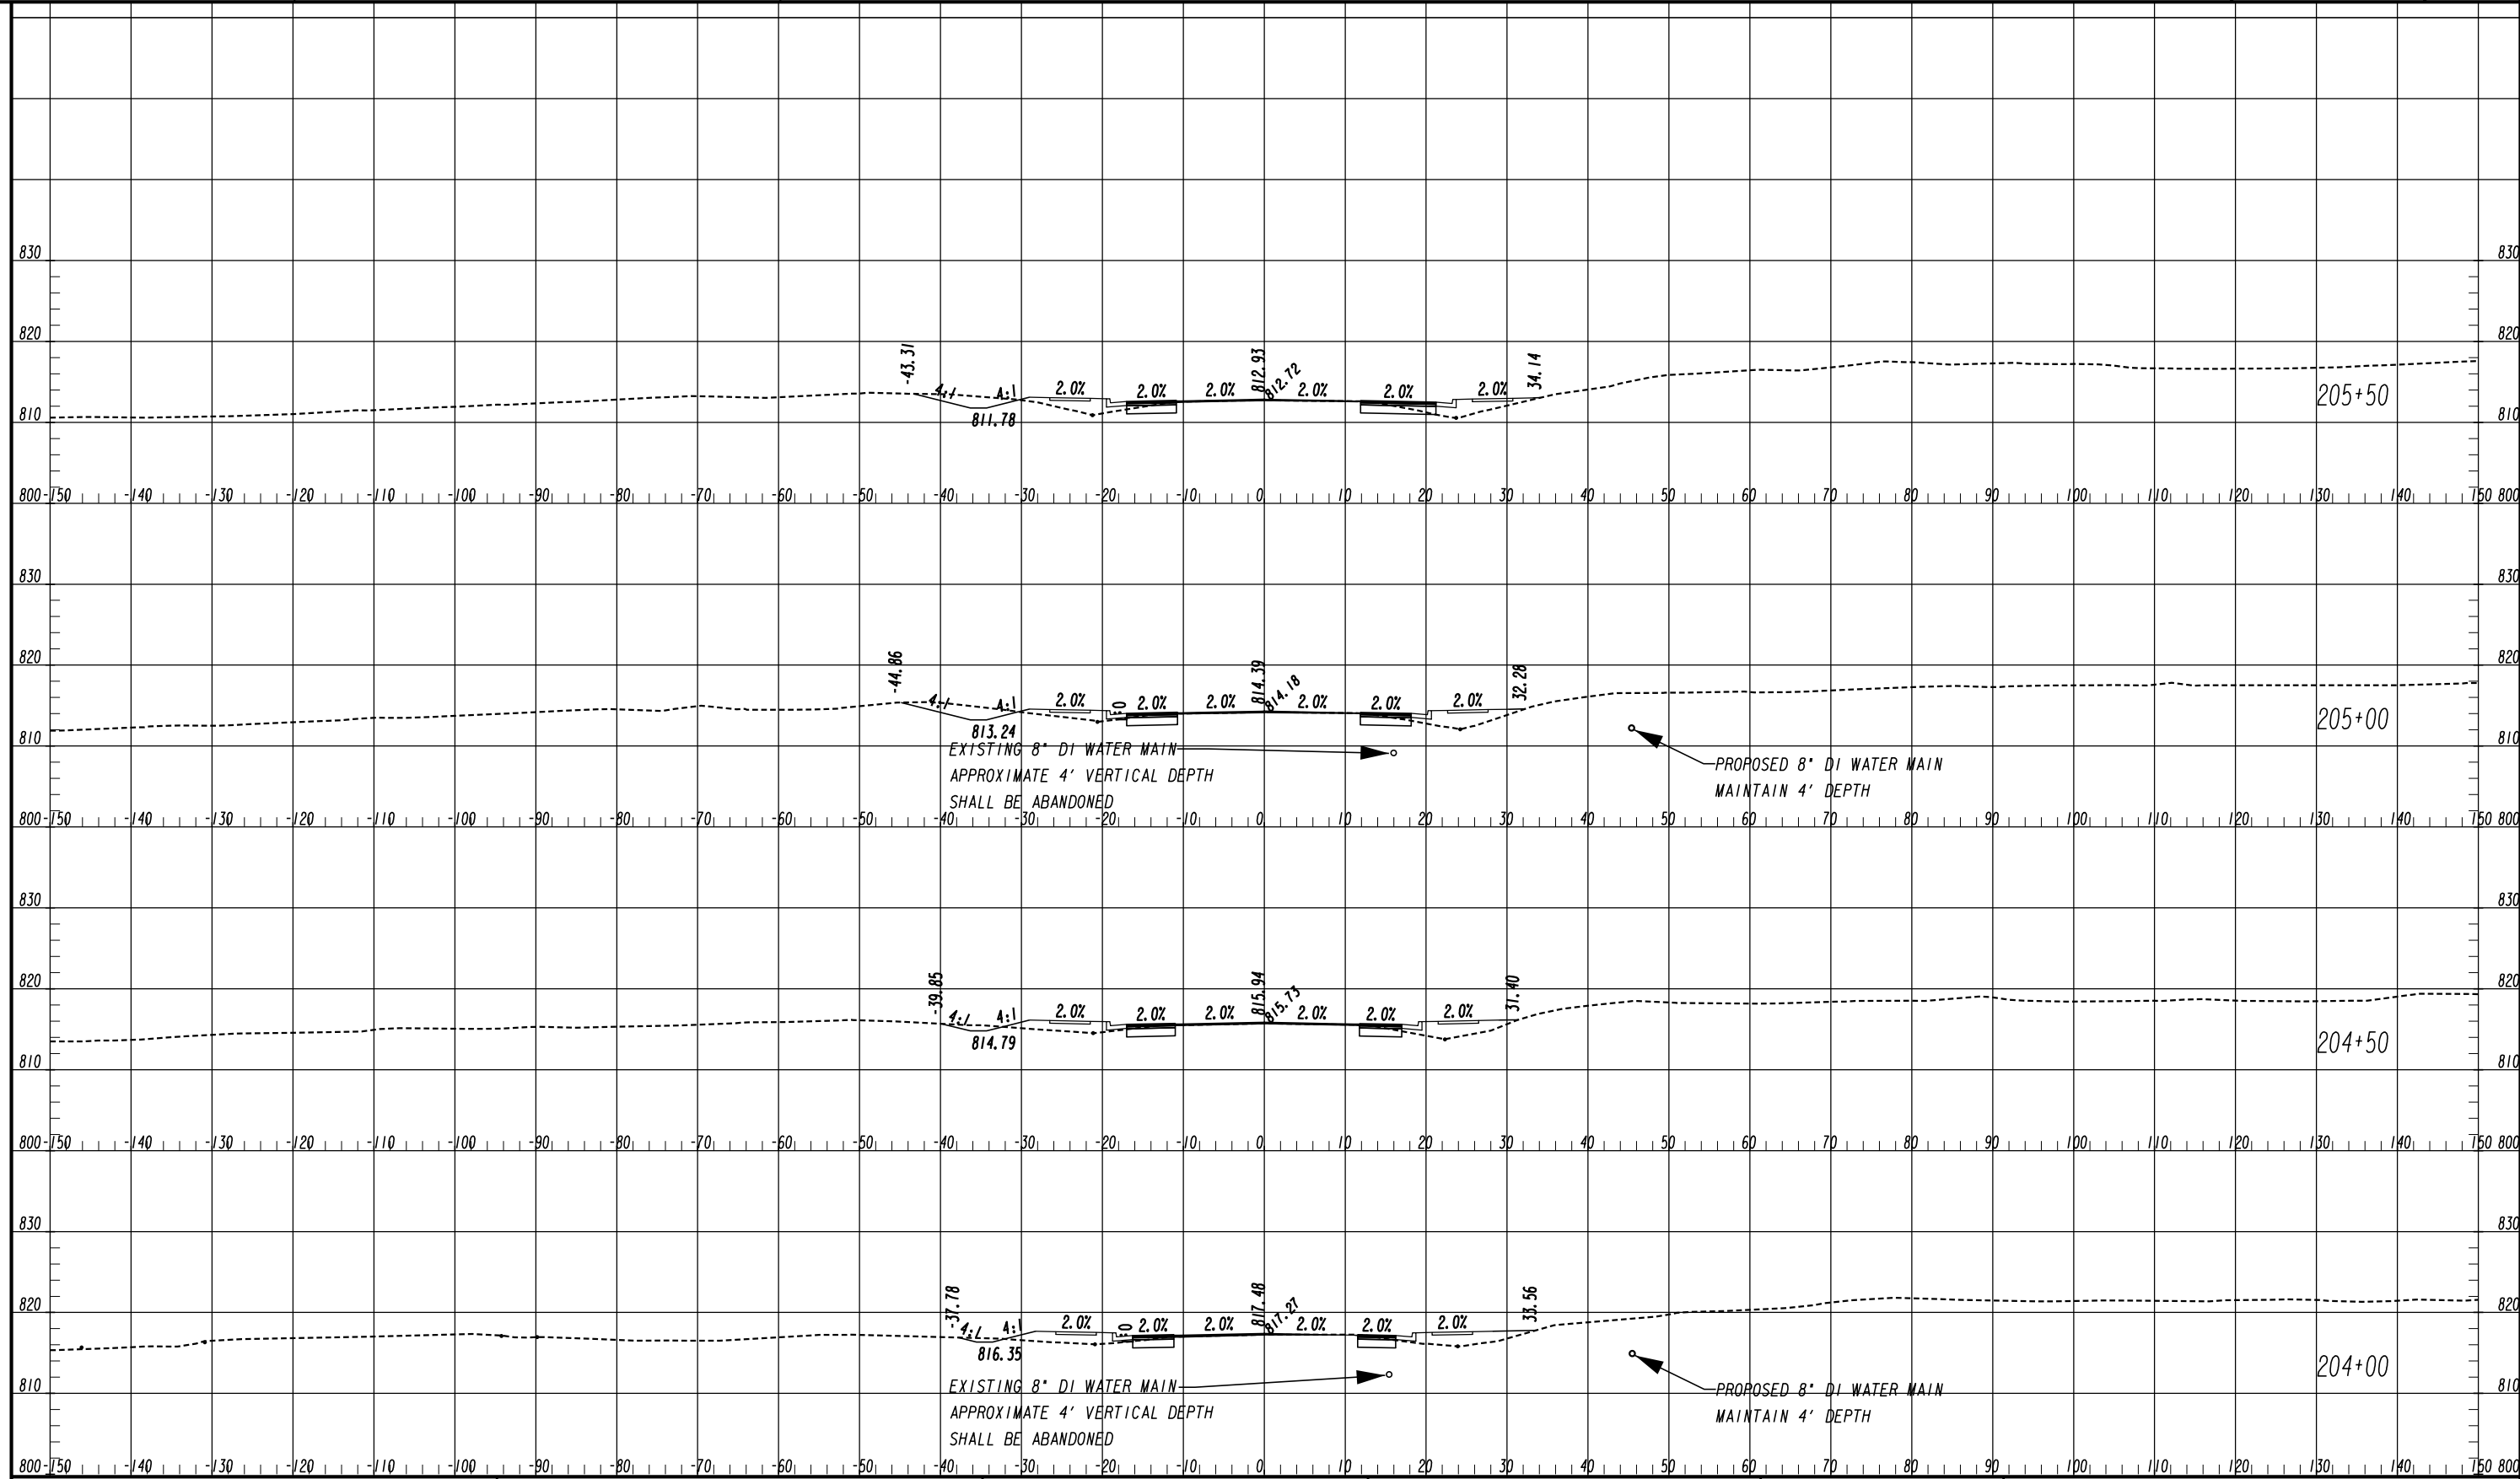 830 830
820 820
-43.31 812.93 812.72 34.14
4:1 4:1 2.0% 2.0% 2.0% 2.0% 2.0% 2.0%
810 811.78 205+50 810
800 -150 -140 -130 -120 -110 -100 -90 -80 -70 -60 -50 -40 -30 -20 -10 0 10 20 30 40 50 60 70 80 90 100 110 120 130 140 150 800
830 830
820 820
-44.86 814.39 814.18 32.28
4:1 4:1 2.0% 2.0% 2.0% 2.0% 2.0% 2.0%
813.24 205+00
810 810
EXISTING 8" DI WATER MAIN
APPROXIMATE 4' VERTICAL DEPTH
SHALL BE ABANDONED
PROPOSED 8" DI WATER MAIN
MAINTAIN 4' DEPTH
800 -150 -140 -130 -120 -110 -100 -90 -80 -70 -60 -50 -40 -30 -20 -10 0 10 20 30 40 50 60 70 80 90 100 110 120 130 140 150 800
830 830
820 820
-39.85 815.94 815.73 31.40
4:1 4:1 2.0% 2.0% 2.0% 2.0% 2.0% 2.0%
814.79 204+50
810 810
800 -150 -140 -130 -120 -110 -100 -90 -80 -70 -60 -50 -40 -30 -20 -10 0 10 20 30 40 50 60 70 80 90 100 110 120 130 140 150 800
830 830
820 820
-37.78 817.48 817.27 33.56
4:1 4:1 2.0% 2.0% 2.0% 2.0% 2.0% 2.0%
816.35 204+00
810 810
EXISTING 8" DI WATER MAIN
APPROXIMATE 4' VERTICAL DEPTH
SHALL BE ABANDONED
PROPOSED 8" DI WATER MAIN
MAINTAIN 4' DEPTH
800 -150 -140 -130 -120 -110 -100 -90 -80 -70 -60 -50 -40 -30 -20 -10 0 10 20 30 40 50 60 70 80 90 100 110 120 130 140 150 800